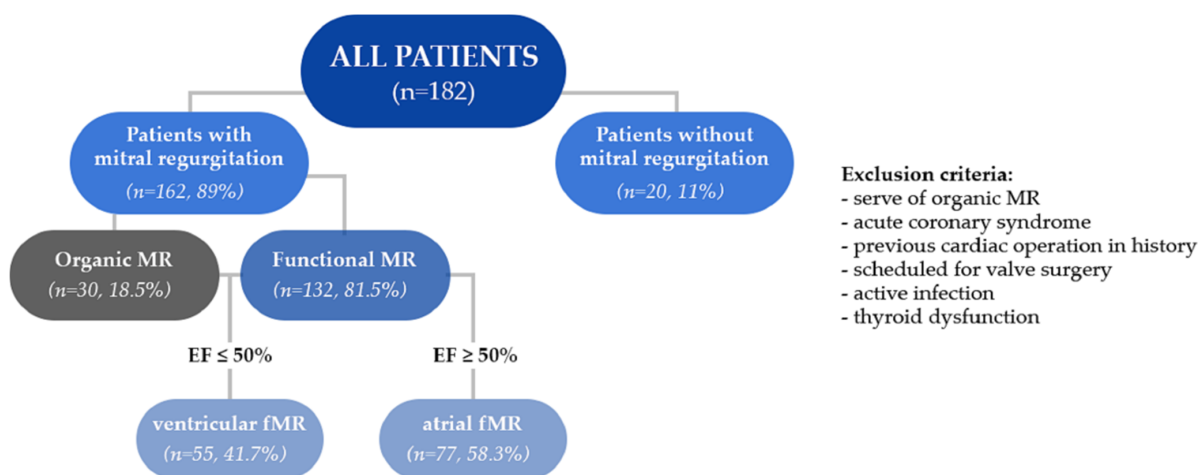 ALL PATIENTS
(n=182)
Patients with
mitral regurgitation
(n=162, 89%)
Patients without
mitral regurgitation
(n=20, 11%)
Organic MR
(n=30, 18.5%)
Functional MR
(n=132, 81.5%)
EF ≤ 50%
EF ≥ 50%
ventricular fMR
(n=55, 41.7%)
atrial fMR
(n=77, 58.3%)
Exclusion criteria:
- serve of organic MR
- acute coronary syndrome
- previous cardiac operation in history
- scheduled for valve surgery
- active infection
- thyroid dysfunction